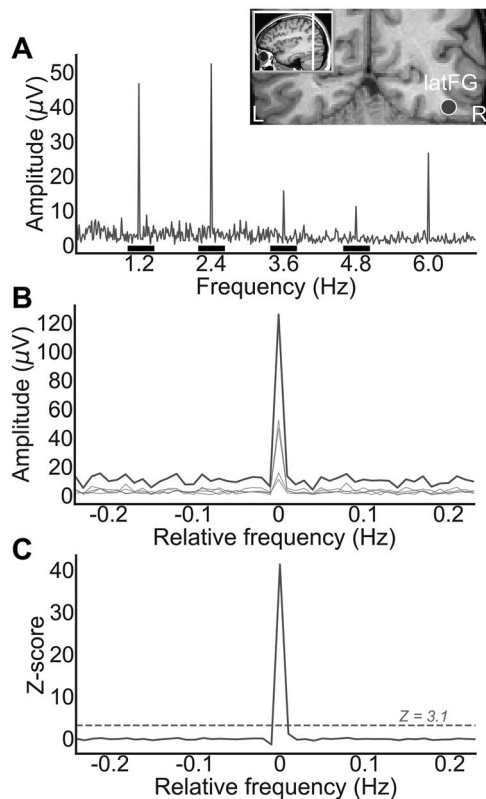 A
latFG
L
R
Amplitude (µV)
50
40
30
20
10
0
1.2 2.4 3.6 4.8 6.0
Frequency (Hz)
B
Amplitude (µV)
120
100
80
60
40
20
0
-0.2 -0.1 0 0.1 0.2
Relative frequency (Hz)
C
Z-score
40
30
20
10
0
Z = 3.1
-0.2 -0.1 0 0.1 0.2
Relative frequency (Hz)